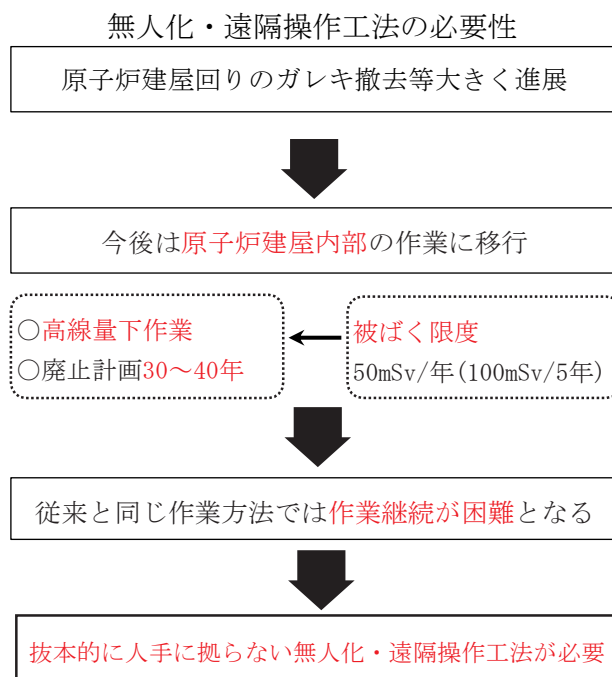 無人化・遠隔操作工法の必要性
原子炉建屋回りのガレキ撤去等大きく進展
今後は原子炉建屋内部の作業に移行
○高線量下作業
○廃止計画30～40年
被ばく限度
50mSv/年(100mSv/5年)
従来と同じ作業方法では作業継続が困難となる
抜本的に人手に拠らない無人化・遠隔操作工法が必要